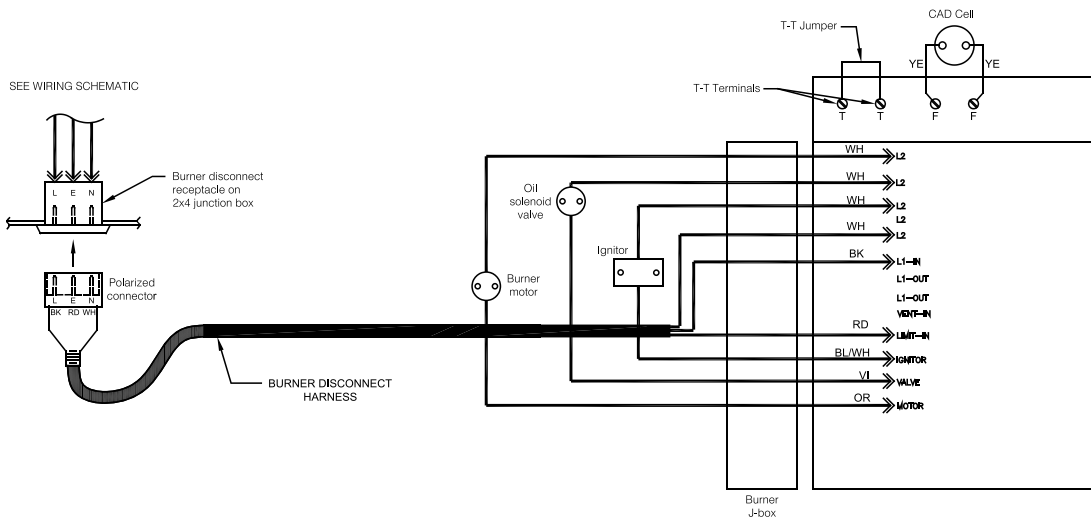 CAD Cell
T-T Jumper
YE YE
SEE WIRING SCHEMATIC
T-T Terminals
T T F F
L E N
Burner disconnect
receptacle on
2x4 junction box
WH L2
Oil
solenoid
valve
WH L2
WH L2
L2
WH L2
Ignitor
BK L1-IN
L1-OUT
L1-OUT
VENT-IN
Polarized
connector
L E N
BK RD WH
Burner
motor
RD LIMIT-IN
BL/WH IGNITOR
VI VALVE
OR MOTOR
BURNER DISCONNECT
HARNESS
Burner
J-box